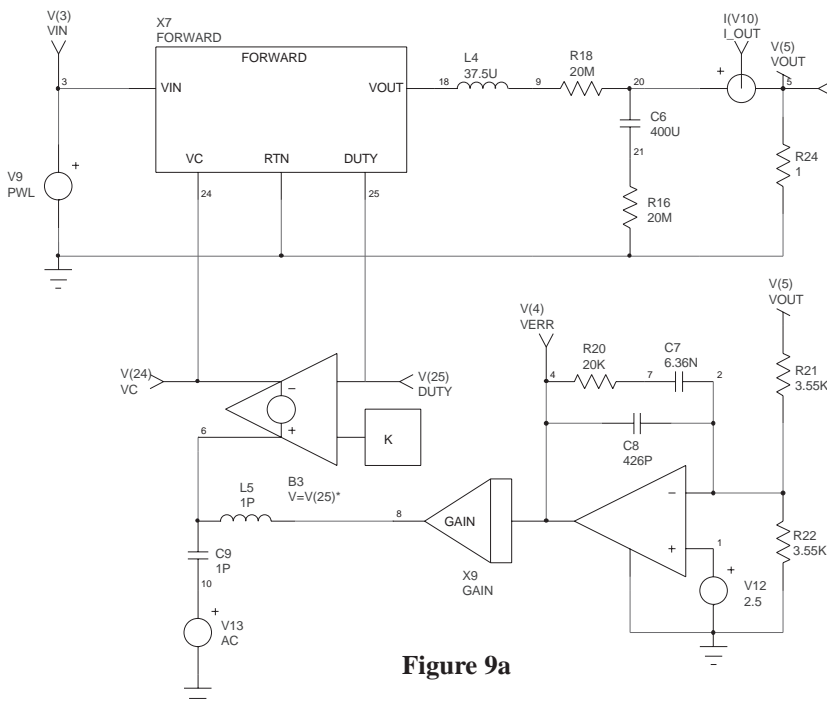 V(3)
VIN
X7
FORWARD
I(V10)
I_OUT
V(5)
VOUT
FORWARD
L4
37.5U
R18
20M
3
VIN
VOUT
18
9
20
+
5
C6
400U
21
VC
RTN
DUTY
V9
PWL
+
24
25
R16
20M
R24
1
V(4)
VERR
V(5)
VOUT
R20
20K
C7
6.36N
V(24)
VC
V(25)
DUTY
4
7
2
R21
3.55K
−
+
6
K
C8
426P
L5
1P
B3
V=V(25)*
8
GAIN
X9
GAIN
−
+
1
R22
3.55K
C9
1P
10
+
V12
2.5
+
V13
AC
Figure 9a